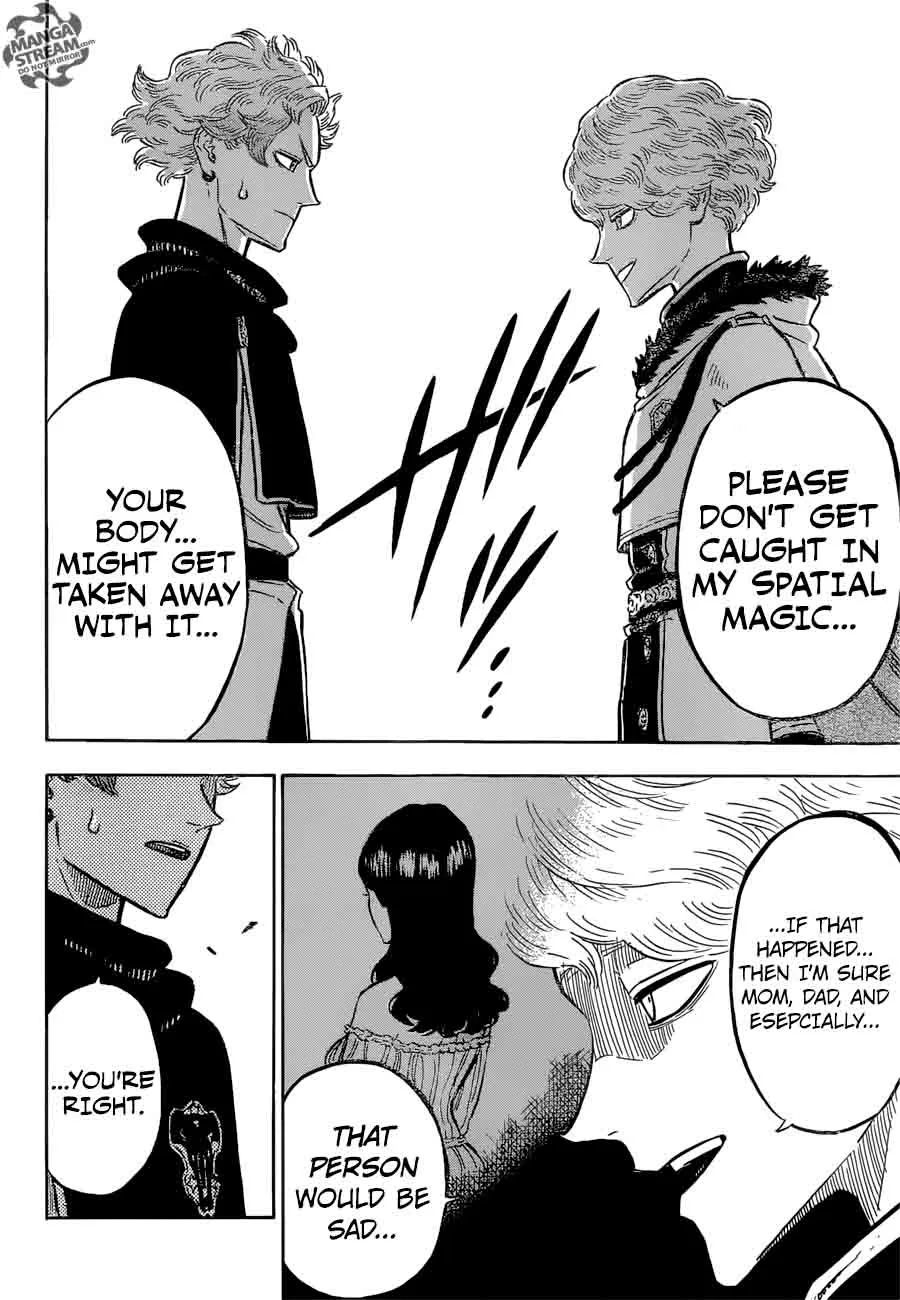 MANGA
STREAM.com
DO NOT MIRROR
PLEASE
DON'T GET
CAUGHT IN
MY SPATIAL
MAGIC...
YOUR
BODY...
MIGHT GET
TAKEN AWAY
WITH IT...
...IF THAT
HAPPENED...
THEN I'M SURE
MOM, DAD, AND
ESEPCIALLY...
THAT
PERSON
WOULD BE
SAD...
...YOU'RE
RIGHT.